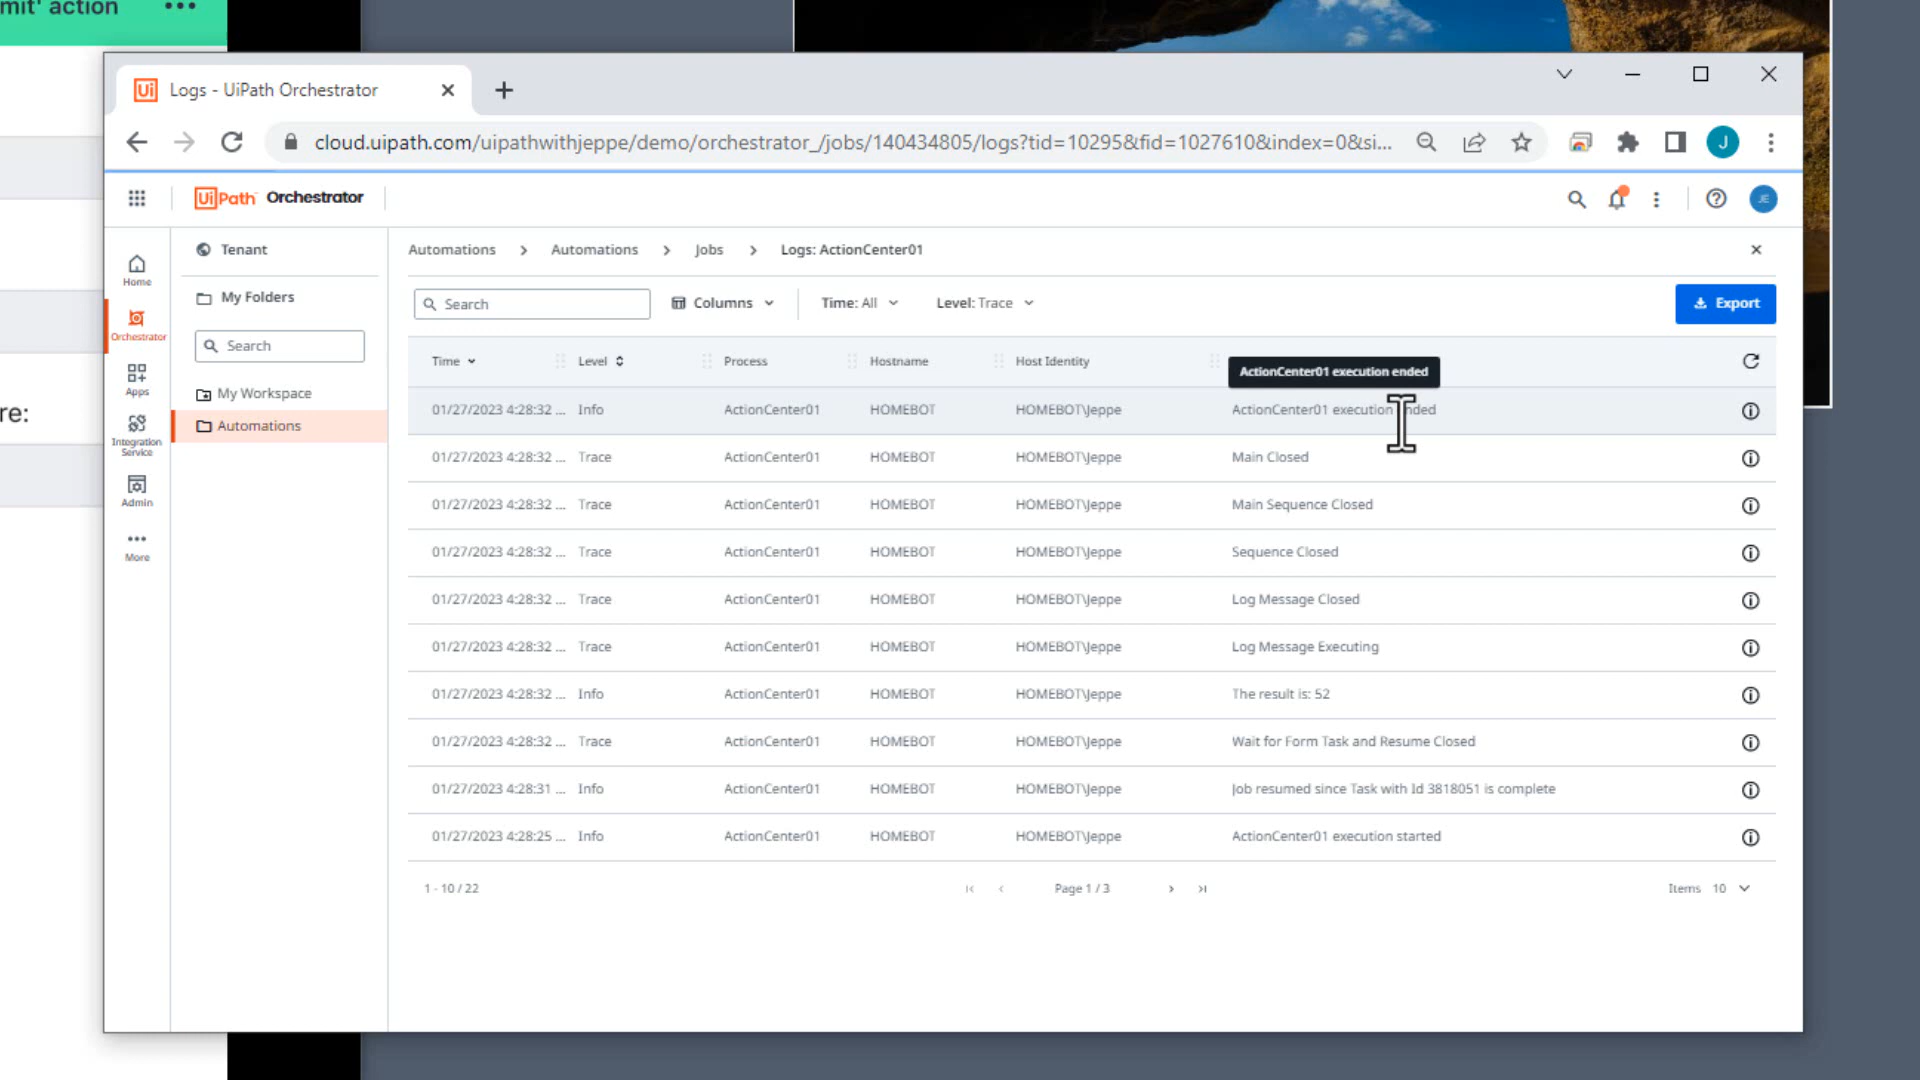 mit' action
re:
Logs - UiPath Orchestrator
cloud.uipath.com/uipathwithjeppe/demo/orchestrator_/jobs/140434805/logs?tid=10295&fid=1027610&index=0&si...
J
UiPath Orchestrator
JE
Home
Orchestrator
Apps
Integration
Service
Admin
More
Tenant
My Folders
Search
My Workspace
Automations
Automations > Automations > Jobs > Logs: ActionCenter01
Search
Columns
Time: All
Level: Trace
Export
Time Level Process Hostname Host Identity
ActionCenter01 execution ended
01/27/2023 4:28:32 ... Info ActionCenter01 HOMEBOT HOMEBOT\Jeppe ActionCenter01 execution ended
01/27/2023 4:28:32 ... Trace ActionCenter01 HOMEBOT HOMEBOT\Jeppe Main Closed
01/27/2023 4:28:32 ... Trace ActionCenter01 HOMEBOT HOMEBOT\Jeppe Main Sequence Closed
01/27/2023 4:28:32 ... Trace ActionCenter01 HOMEBOT HOMEBOT\Jeppe Sequence Closed
01/27/2023 4:28:32 ... Trace ActionCenter01 HOMEBOT HOMEBOT\Jeppe Log Message Closed
01/27/2023 4:28:32 ... Trace ActionCenter01 HOMEBOT HOMEBOT\Jeppe Log Message Executing
01/27/2023 4:28:32 ... Info ActionCenter01 HOMEBOT HOMEBOT\Jeppe The result is: 52
01/27/2023 4:28:32 ... Trace ActionCenter01 HOMEBOT HOMEBOT\Jeppe Wait for Form Task and Resume Closed
01/27/2023 4:28:31 ... Info ActionCenter01 HOMEBOT HOMEBOT\Jeppe Job resumed since Task with Id 3818051 is complete
01/27/2023 4:28:25 ... Info ActionCenter01 HOMEBOT HOMEBOT\Jeppe ActionCenter01 execution started
1 - 10 / 22
Page 1 / 3
Items 10